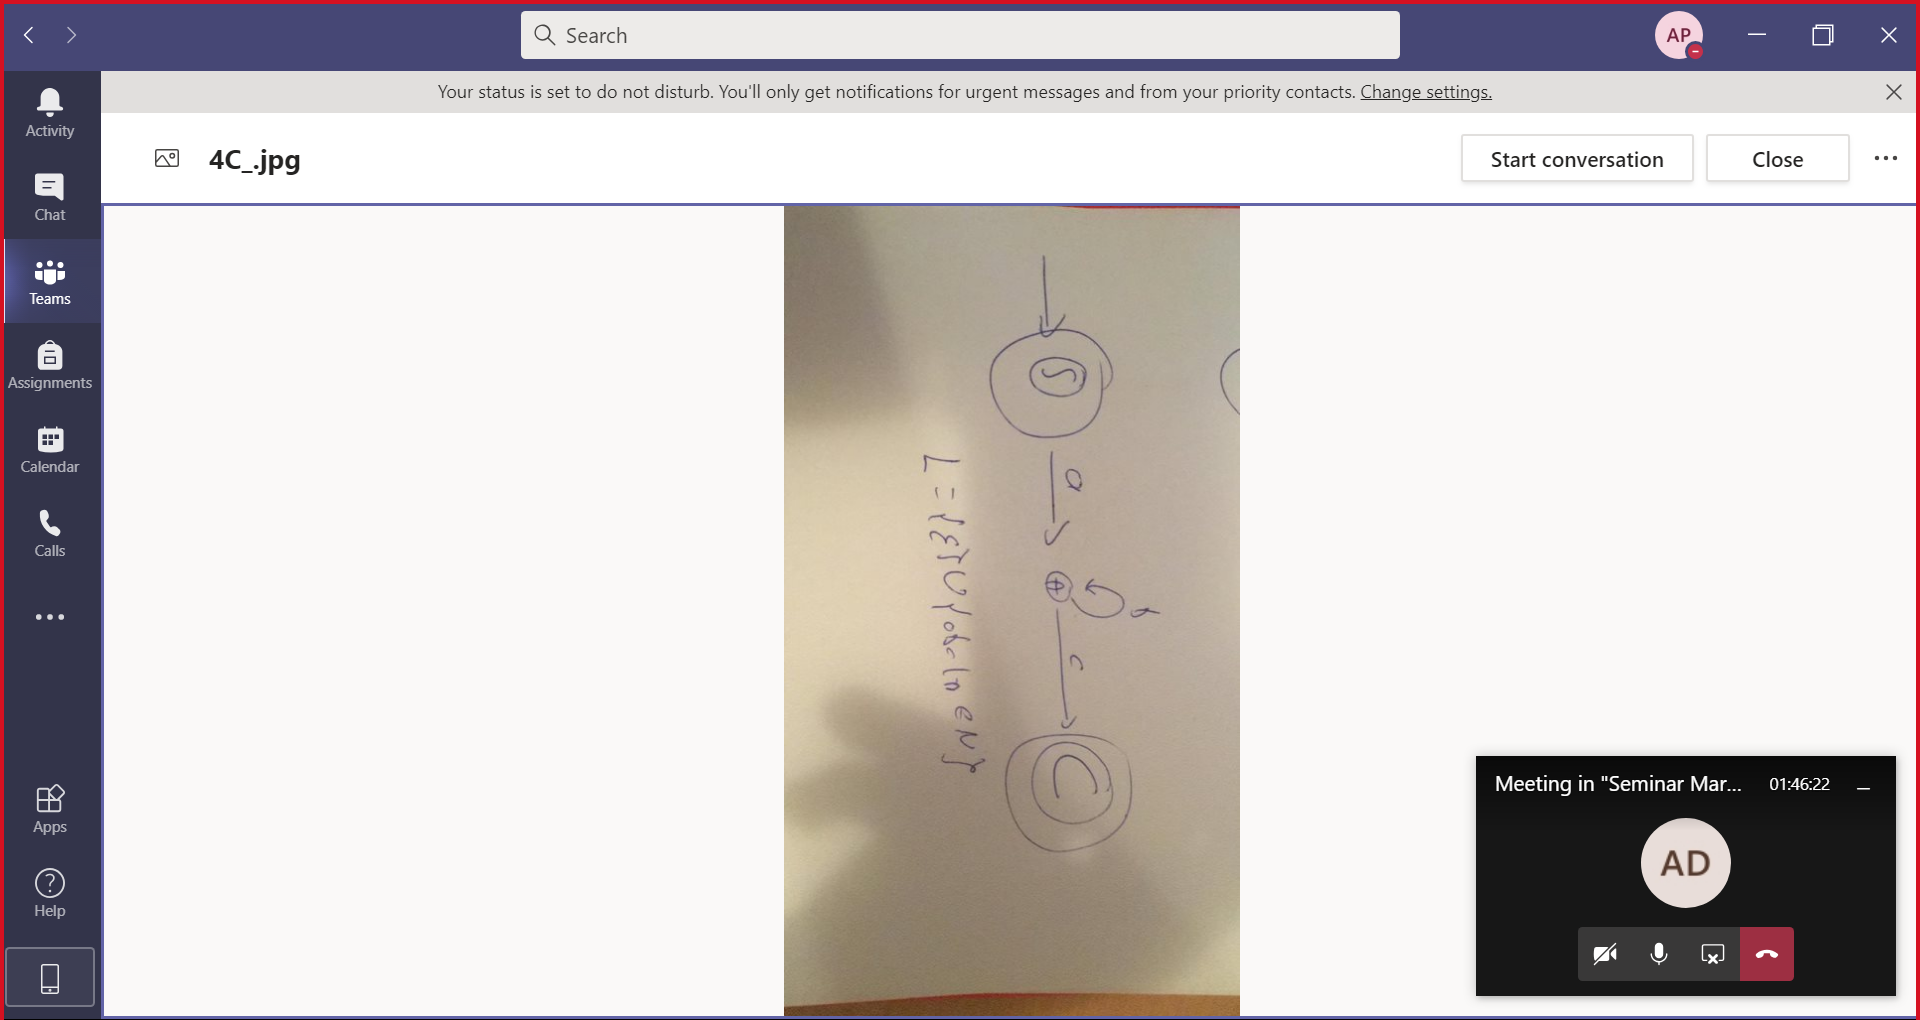 Search
AP
Your status is set to do not disturb. You'll only get notifications for urgent messages and from your priority contacts. Change settings.
Activity
Chat
Teams
Assignments
Calendar
Calls
Apps
Help
4C_.jpg
Start conversation
Close
S
a
A
c
C
Meeting in "Seminar Mar...
01:46:22
AD